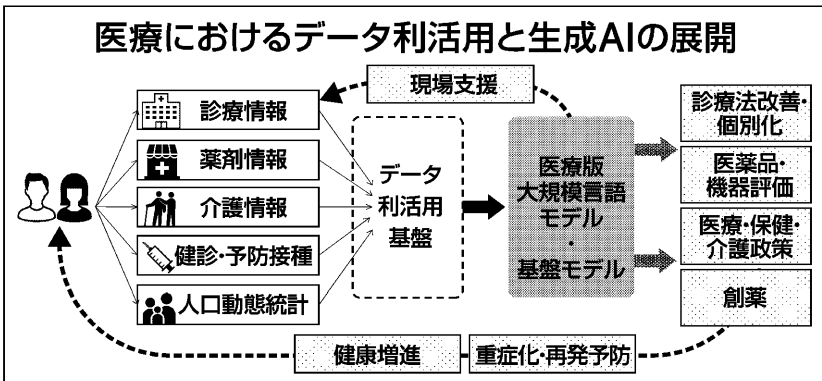 医療におけるデータ利活用と生成AIの展開
現場支援
診療情報
薬剤情報
介護情報
健診・予防接種
人口動態統計
データ
利活用
基盤
医療版
大規模言語
モデル
・
基盤モデル
診療法改善・
個別化
医薬品・
機器評価
医療・保健・
介護政策
創薬
健康増進
重症化・再発予防